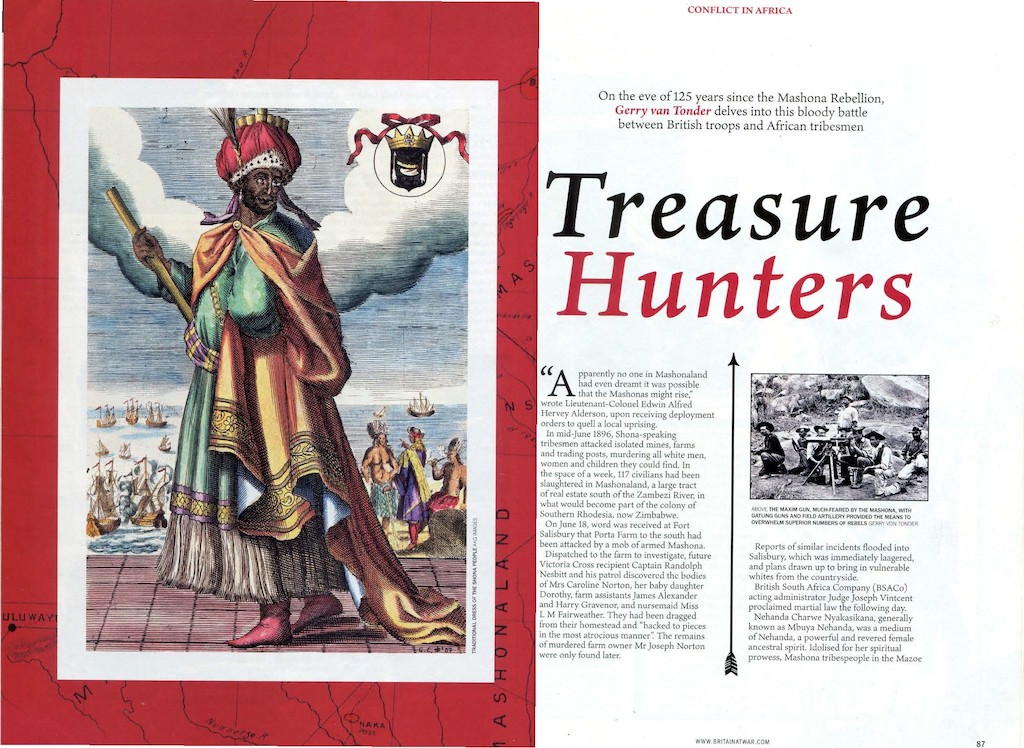 CONFLICT IN AFRICA
On the eve of 125 years since the Mashona Rebellion,
Gerry van Tonder delves into this bloody battle
between British troops and African tribesmen
Treasure
Hunters
“Apparently no one in Mashonaland
had even dreamt it was possible
that the Mashonas might rise,”
wrote Lieutenant-Colonel Edwin Alfred
Hervey Alderson, upon receiving deployment
orders to quell a local uprising.
In mid-June 1896, Shona-speaking
tribesmen attacked isolated mines, farms
and trading posts, murdering all white men,
women and children they could find. In
the space of a week, 117 civilians had been
slaughtered in Mashonaland, a large tract
of real estate south of the Zambezi River, in
what would become part of the colony of
Southern Rhodesia, now Zimbabwe.
On June 18, word was received at Fort
Salisbury that Porta Farm to the south had
been attacked by a mob of armed Mashona.
Dispatched to the farm to investigate, future
Victoria Cross recipient Captain Randolph
Nesbitt and his patrol discovered the bodies
of Mrs Caroline Norton, her baby daughter
Dorothy, farm assistants James Alexander
and Harry Gravenor, and nursemaid Miss
L M Fairweather. They had been dragged
from their homestead and “hacked to pieces
in the most atrocious manner”. The remains
of murdered farm owner Mr Joseph Norton
were only found later.
ABOVE THE MAXIM GUN, MUCH-FEARED BY THE MASHONA, WITH
GATLING GUNS AND FIELD ARTILLERY PROVIDED THE MEANS TO
OVERWHELM SUPERIOR NUMBERS OF REBELS GERRY VON TONDER
Reports of similar incidents flooded into
Salisbury, which was immediately laagered,
and plans drawn up to bring in vulnerable
whites from the countryside.
British South Africa Company (BSACo)
acting administrator Judge Joseph Vintcent
proclaimed martial law the following day.
Nehanda Charwe Nyakasikana, generally
known as Mbuya Nehanda, was a medium
of Nehanda, a powerful and revered female
ancestral spirit. Idolised for her spiritual
prowess, Mashona tribespeople in the Mazoe
TRADITIONAL DRESS OF THE SHONA PEOPLE
MASHONALAND
MAS
NS
ULUWAY
M
NAKA
WWW.BRITAINATWAR.COM
87